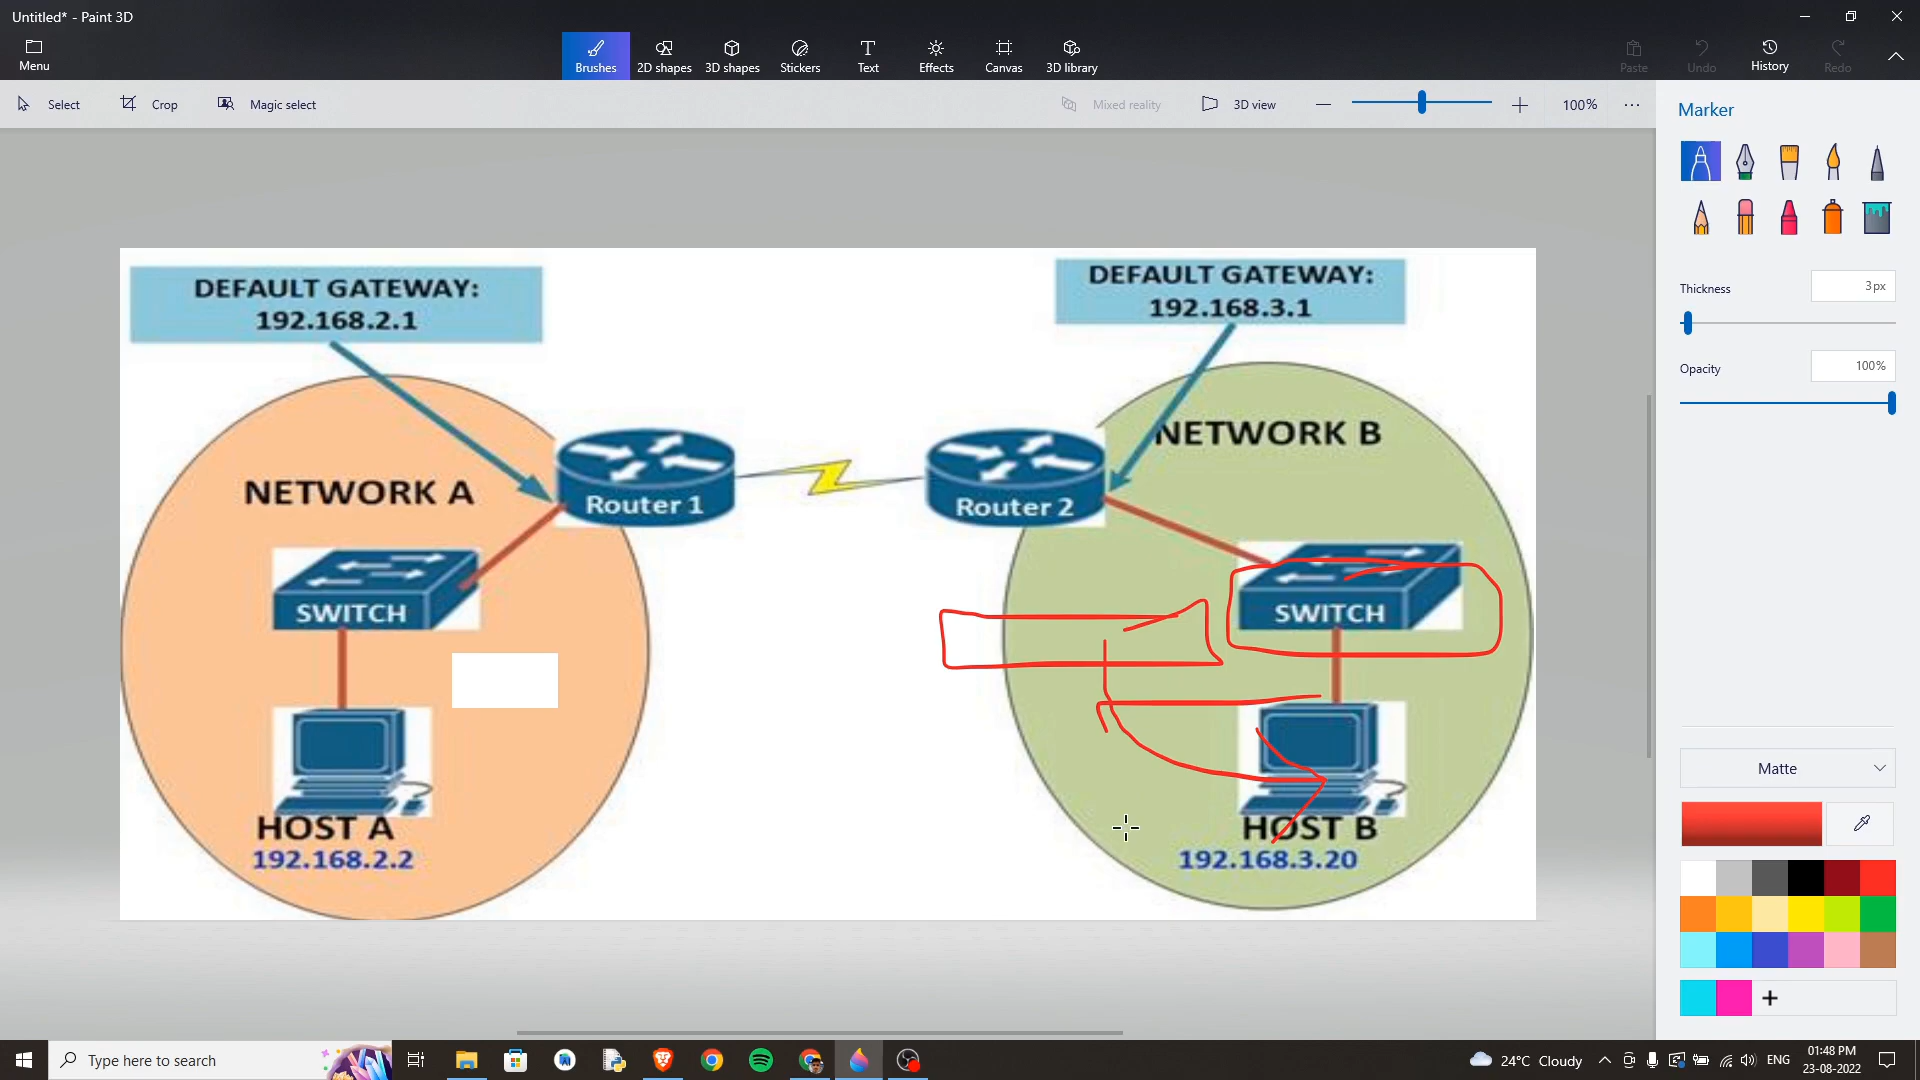 Untitled* - Paint 3D
Menu
Brushes
2D shapes
3D shapes
Stickers
Text
Effects
Canvas
3D library
Paste
Undo
History
Redo
Select
Crop
Magic select
Mixed reality
3D view
100%
Marker
Thickness
3px
Opacity
100%
Matte
DEFAULT GATEWAY:
192.168.2.1
DEFAULT GATEWAY:
192.168.3.1
NETWORK A
NETWORK B
Router 1
Router 2
SWITCH
SWITCH
HOST A
192.168.2.2
HOST B
192.168.3.20
Type here to search
24°C Cloudy
ENG
01:48 PM
23-08-2022